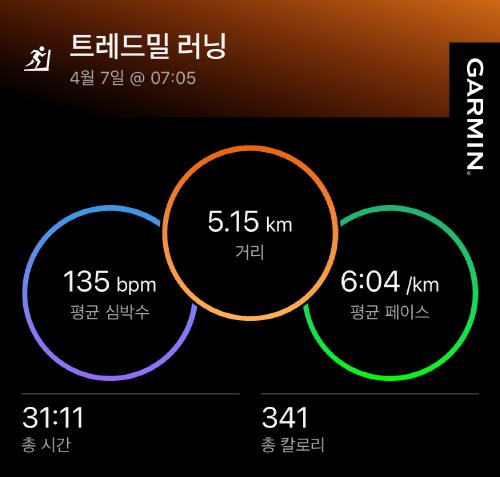 트레드밀 러닝
4월 7일 @ 07:05
GARMIN
5.15 km
거리
135 bpm
평균 심박수
6:04 /km
평균 페이스
31:11
총 시간
341
총 칼로리